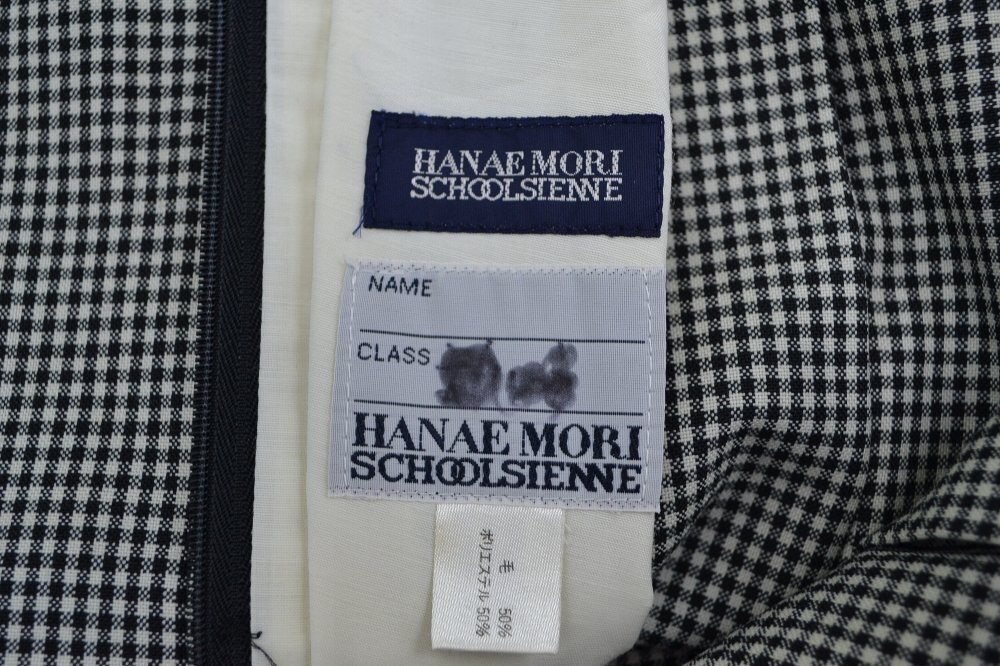 HANAE MORI
SCHOOLSIENNE
NAME
CLASS
HANAE MORI
SCHOOLSIENNE
毛 50%
ポリエステル 50%